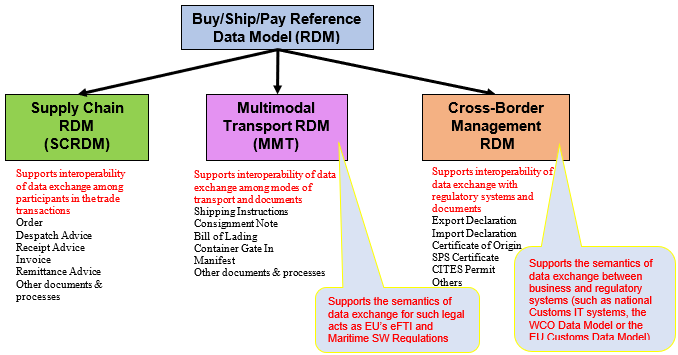 Buy/Ship/Pay Reference
Data Model (RDM)
Supply Chain
RDM
(SCRDM)
Multimodal
Transport RDM
(MMT)
Cross-Border
Management
RDM
Supports interoperability
of data exchange among
participants in the trade
transactions
Order
Despatch Advice
Receipt Advice
Invoice
Remittance Advice
Other documents &
processes
Supports interoperability of data
exchange among modes of
transport and documents
Shipping Instructions
Consignment Note
Bill of Lading
Container Gate In
Manifest
Other documents & processes
Supports interoperability of
data exchange with
regulatory systems and
documents
Export Declaration
Import Declaration
Certificate of Origin
SPS Certificate
CITES Permit
Others
Supports the semantics of
data exchange for such legal
acts as EU's eFTI and
Maritime SW Regulations
Supports the semantics of
data exchange between
business and regulatory
systems (such as national
Customs IT systems, the
WCO Data Model or the
EU Customs Data Model)